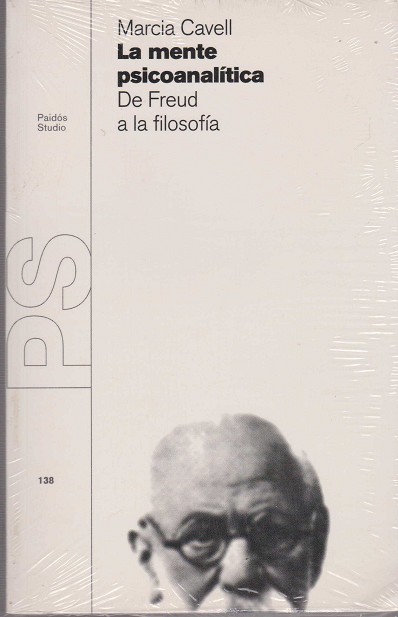 Marcia Cavell
La mente
psicoanalítica
De Freud
a la filosofía
Paidós
Studio
PS
138